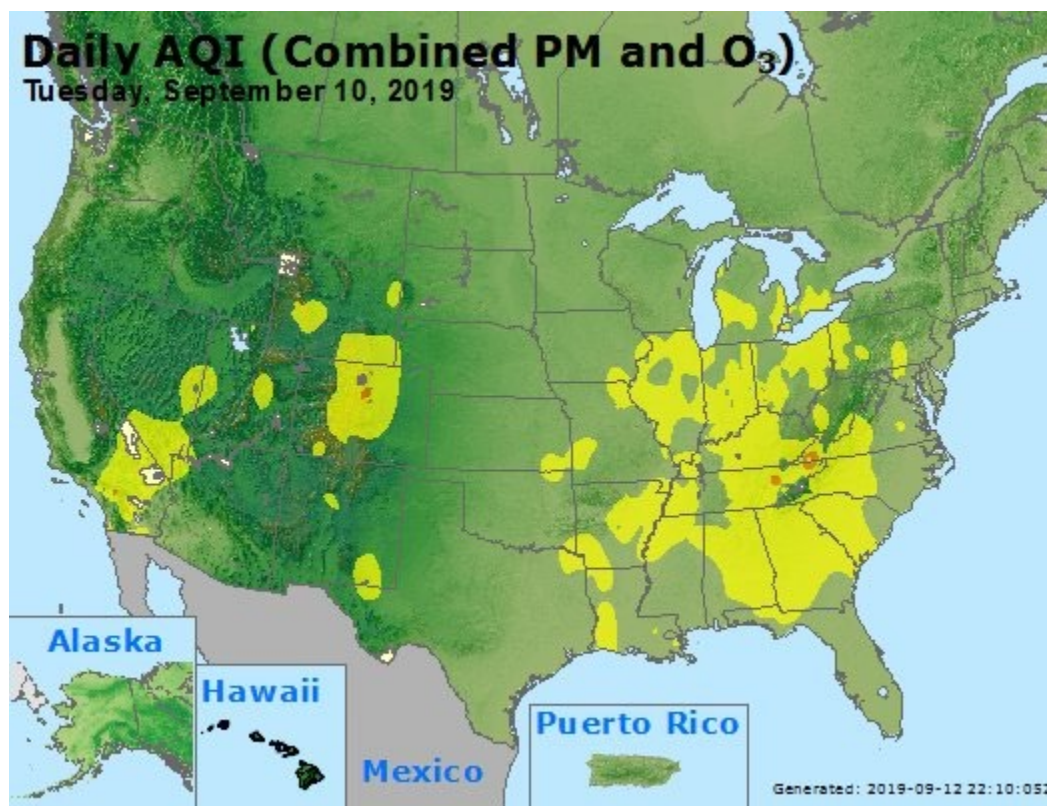 Daily AQI (Combined PM and O₃)
Tuesday, September 10, 2019
Alaska
Hawaii
Mexico
Puerto Rico
Generated: 2019-09-12 22:10:05Z